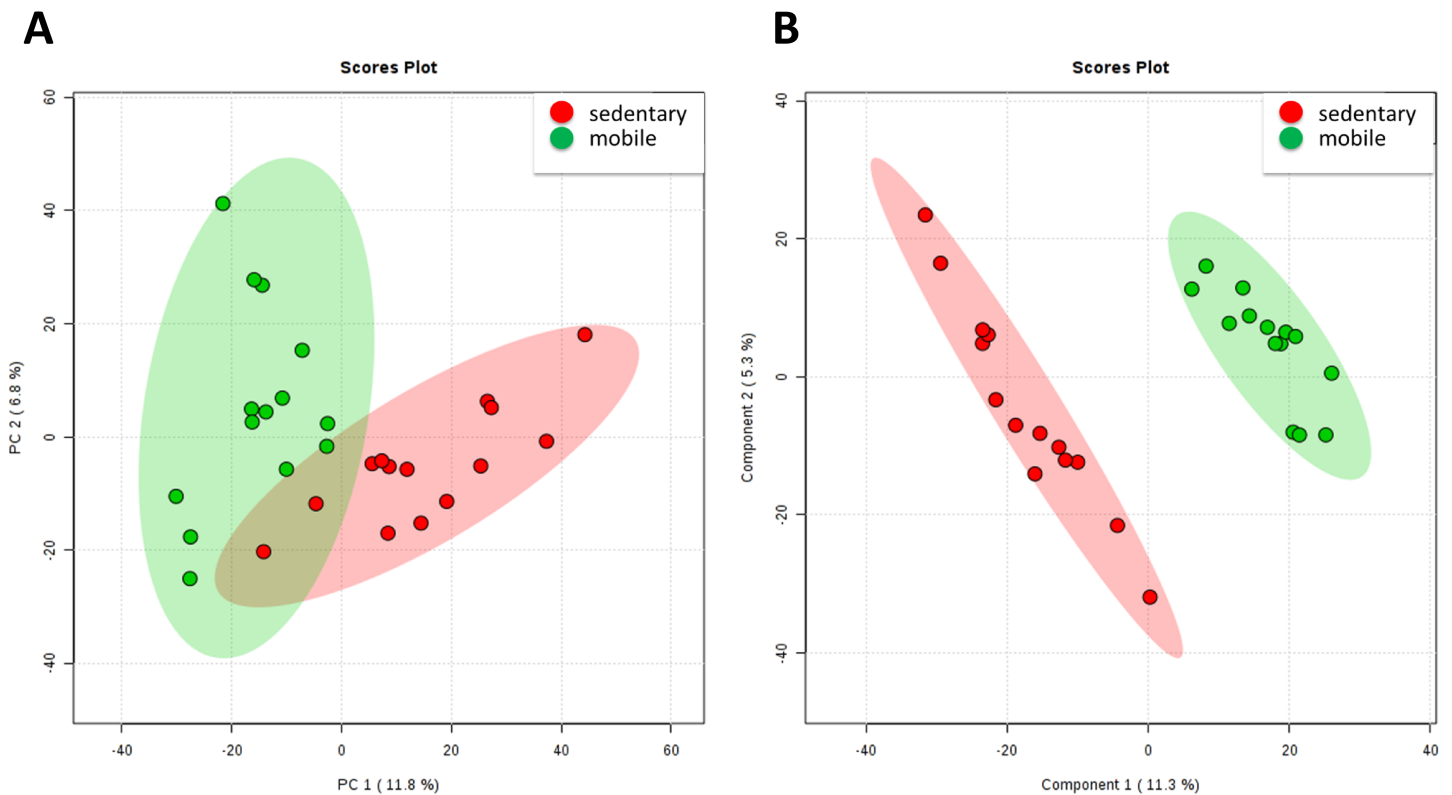 A
Scores Plot
sedentary
mobile
60
40
20
0
-20
-40
PC 2 ( 6.8 %)
-40
-20
0
20
40
60
PC 1 ( 11.8 %)
B
Scores Plot
sedentary
mobile
40
20
0
-20
-40
Component 2 ( 5.3 %)
-40
-20
0
20
40
Component 1 ( 11.3 %)